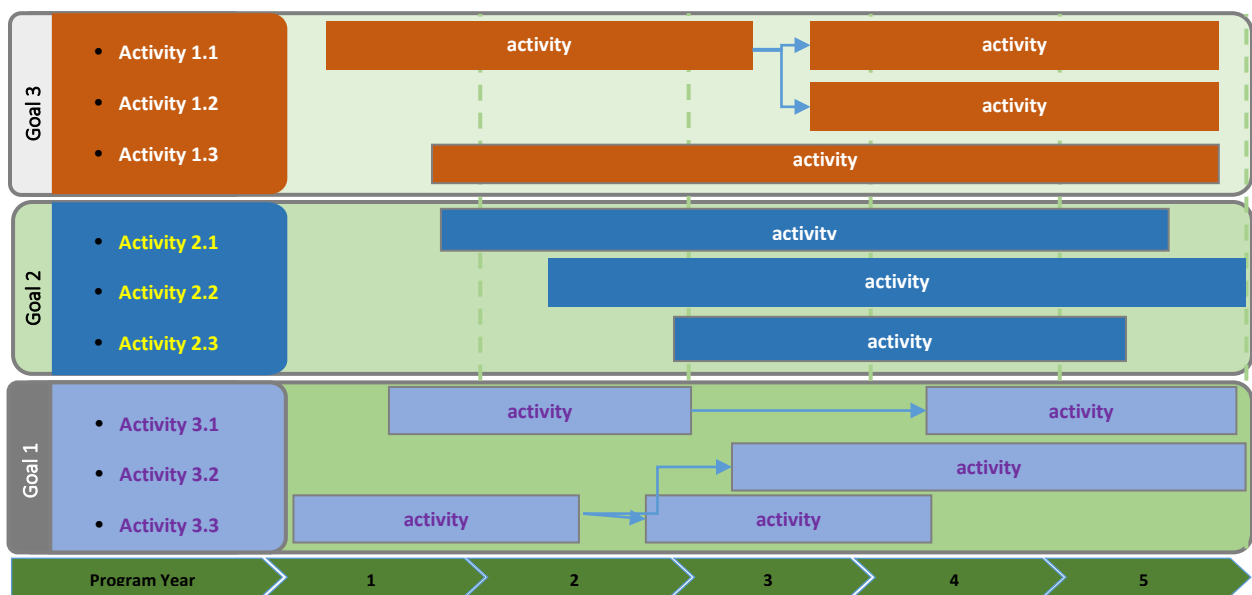 Goal 3
• Activity 1.1
• Activity 1.2
• Activity 1.3
activity
activity
activity
activity
Goal 2
• Activity 2.1
• Activity 2.2
• Activity 2.3
activitv
activity
activity
Goal 1
• Activity 3.1
• Activity 3.2
• Activity 3.3
activity
activity
activity
activity
activity
Program Year 1 2 3 4 5